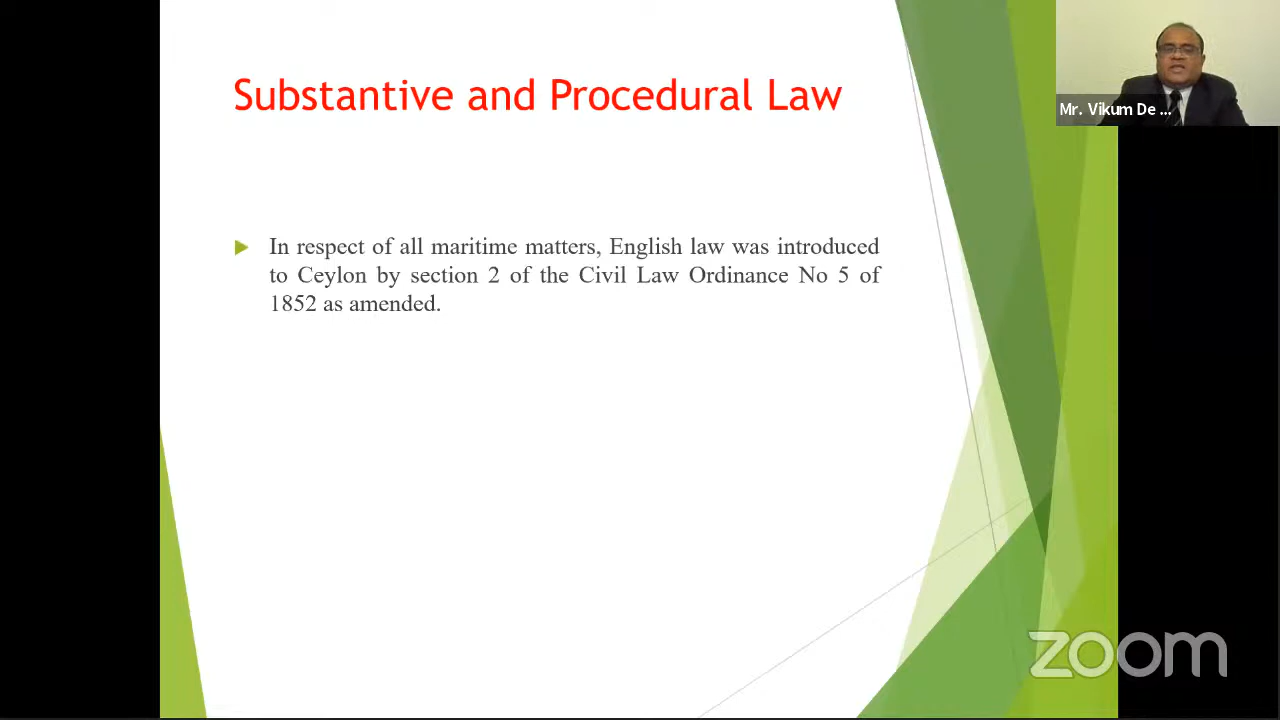 Substantive and Procedural Law
Mr. Vikum De ...
In respect of all maritime matters, English law was introduced
to Ceylon by section 2 of the Civil Law Ordinance No 5 of
1852 as amended.
zoom